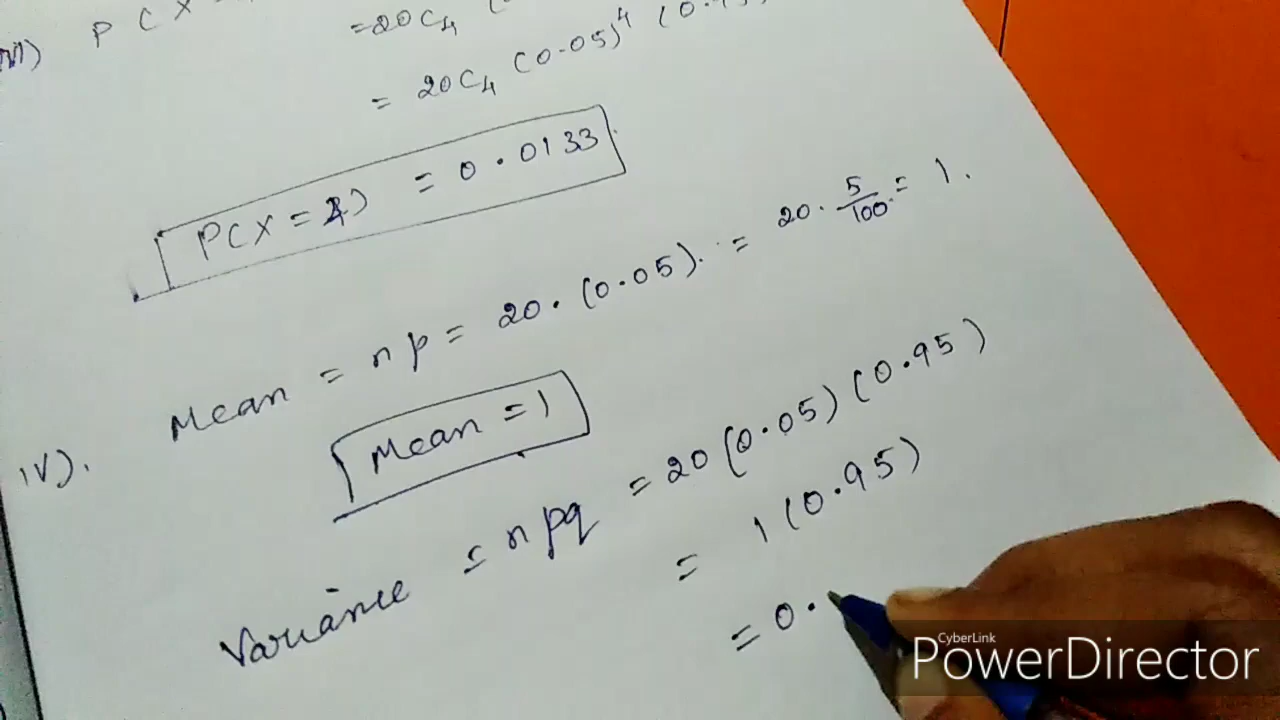 P(X
=20C4
= 20C4 (0.05)^4 (0.95)
P(X=4) = 0.0133
Mean = np = 20.(0.05). = 20. 5/100 = 1.
Mean = 1
IV).
Variance = npq = 20(0.05)(0.95)
= 1(0.95)
= 0.
CyberLink
PowerDirector